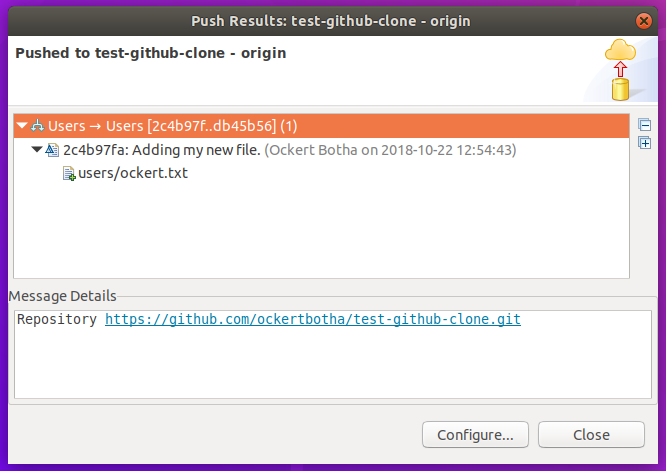 Push Results: test-github-clone - origin
Pushed to test-github-clone - origin
Users → Users [2c4b97f..db45b56] (1)
2c4b97fa: Adding my new file. (Ockert Botha on 2018-10-22 12:54:43)
users/ockert.txt
Message Details
Repository https://github.com/ockertbotha/test-github-clone.git
Configure...
Close